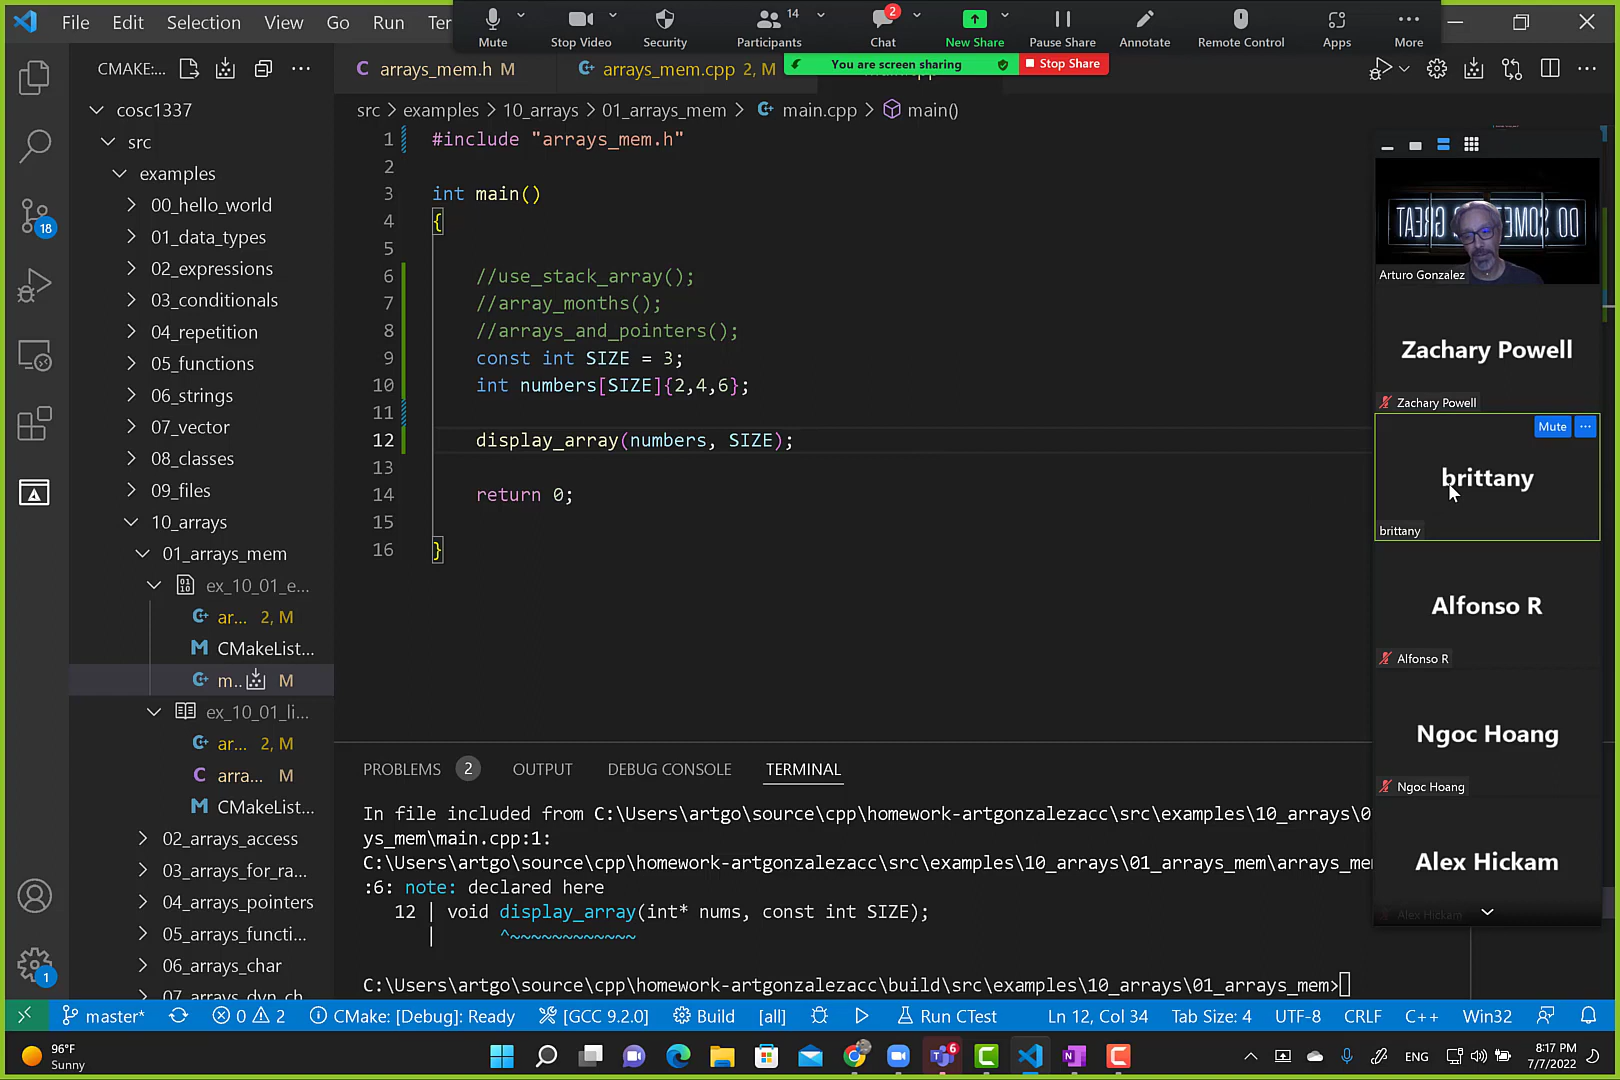 File Edit Selection View Go Run Ter
Mute Stop Video Security Participants 14 Chat 2 New Share Pause Share Annotate Remote Control Apps More
You are screen sharing Stop Share
CMAKE:...
arrays_mem.h M
arrays_mem.cpp 2, M
src > examples > 10_arrays > 01_arrays_mem > main.cpp > main()
cosc1337
src
examples
00_hello_world
01_data_types
02_expressions
03_conditionals
04_repetition
05_functions
06_strings
07_vector
08_classes
09_files
10_arrays
01_arrays_mem
ex_10_01_e...
ar... 2, M
CMakeList...
m.. M
ex_10_01_li...
ar... 2, M
arra... M
CMakeList...
02_arrays_access
03_arrays_for_ra...
04_arrays_pointers
05_arrays_functi...
06_arrays_char
07_arrays_dyn_ch
18
1
1 #include "arrays_mem.h"
2
3 int main()
4 {
5
6 //use_stack_array();
7 //array_months();
8 //arrays_and_pointers();
9 const int SIZE = 3;
10 int numbers[SIZE]{2,4,6};
11
12 display_array(numbers, SIZE);
13
14 return 0;
15
16 }
DO SOMETHING GREAT
Arturo Gonzalez
Zachary Powell
Zachary Powell
Mute ...
brittany
brittany
Alfonso R
Alfonso R
Ngoc Hoang
Ngoc Hoang
Alex Hickam
Alex Hickam
PROBLEMS 2 OUTPUT DEBUG CONSOLE TERMINAL
In file included from C:\Users\artgo\source\cpp\homework-artgonzalezacc\src\examples\10_arrays\0
ys_mem\main.cpp:1:
C:\Users\artgo\source\cpp\homework-artgonzalezacc\src\examples\10_arrays\01_arrays_mem\arrays_me
:6: note: declared here
12 | void display_array(int* nums, const int SIZE);
| ^~~~~~~~~~~~~
C:\Users\artgo\source\cpp\homework-artgonzalezacc\build\src\examples\10_arrays\01_arrays_mem>
master* 0 2 CMake: [Debug]: Ready [GCC 9.2.0] Build [all] Run CTest Ln 12, Col 34 Tab Size: 4 UTF-8 CRLF C++ Win32
96°F
Sunny
6
ENG
8:17 PM
7/7/2022